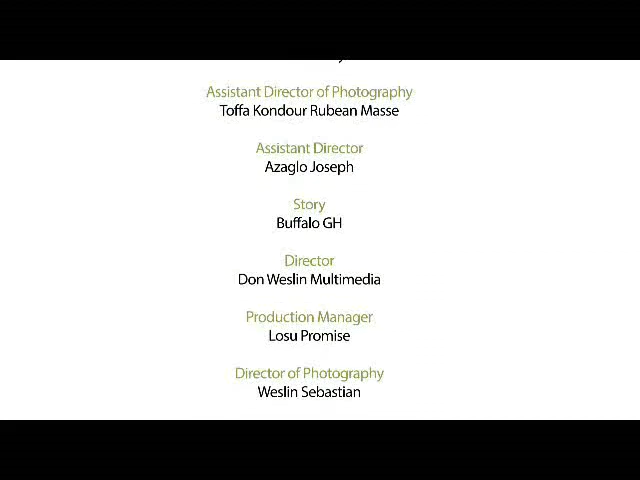 Assistant Director of Photography
Toffa Kondour Rubean Masse
Assistant Director
Azaglo Joseph
Story
Buffalo GH
Director
Don Weslin Multimedia
Production Manager
Losu Promise
Director of Photography
Weslin Sebastian